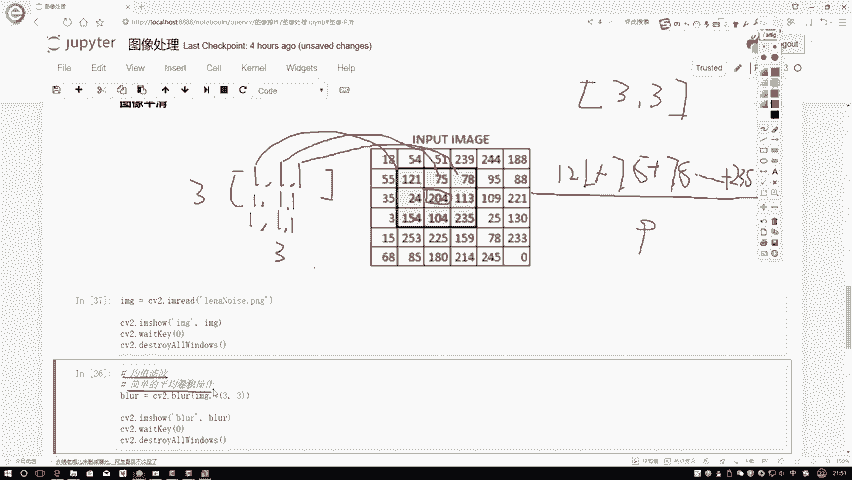 jupyter 图像处理 Last Checkpoint: 4 hours ago (unsaved changes)
File Edit View Insert Cell Kernel Widgets Help
Trusted
Code
图像平滑
[3,3]
INPUT IMAGE
18 54 51 239 244 188
55 121 75 78 95 88
35 24 204 113 109 221
3 154 104 235 25 130
15 253 225 159 78 233
68 85 180 214 245 0
3 [1,1,1
1,1,1
1,1,1]
3
121+75+78……+235
9
In [37]: img = cv2.imread('lenaNoise.png')
cv2.imshow('img', img)
cv2.waitKey(0)
cv2.destroyAllWindows()
In [36]: # 均值滤波
# 简单的平均卷积操作
blur = cv2.blur(img, (3, 3))
cv2.imshow('blur', blur)
cv2.waitKey(0)
cv2.destroyAllWindows()
21:51